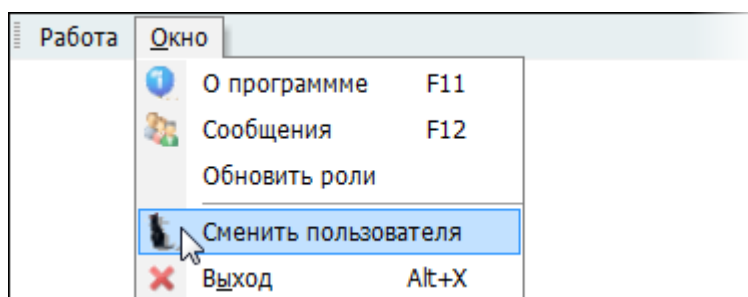 Работа Окно
О программме F11
Сообщения F12
Обновить роли
Сменить пользователя
Выход Alt+X